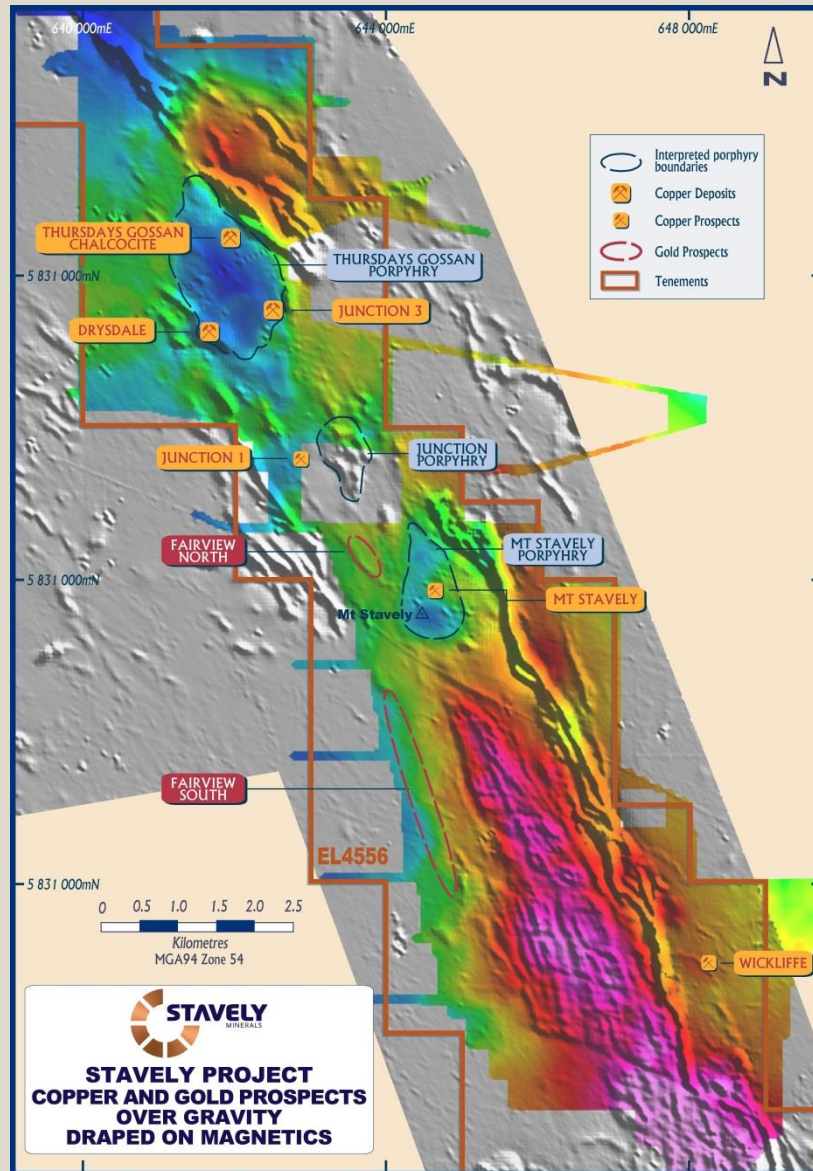 640 000mE
644 000mE
648 000mE
N
Interpreted porphyry
boundaries
Copper Deposits
Copper Prospects
Gold Prospects
Tenements
THURSDAYS GOSSAN
CHALCOCITE
THURSDAYS GOSSAN
PORPYHRY
5 831 000mN
JUNCTION 3
DRYSDALE
JUNCTION 1
JUNCTION
PORPYHRY
FAIRVIEW
NORTH
MT STAVELY
PORPYHRY
5 831 000mN
MT STAVELY
Mt Stavely
FAIRVIEW
SOUTH
EL4556
5 831 000mN
0 0.5 1.0 1.5 2.0 2.5
Kilometres
MGA94 Zone 54
WICKLIFFE
STAVELY
MINERALS
STAVELY PROJECT
COPPER AND GOLD PROSPECTS
OVER GRAVITY
DRAPED ON MAGNETICS